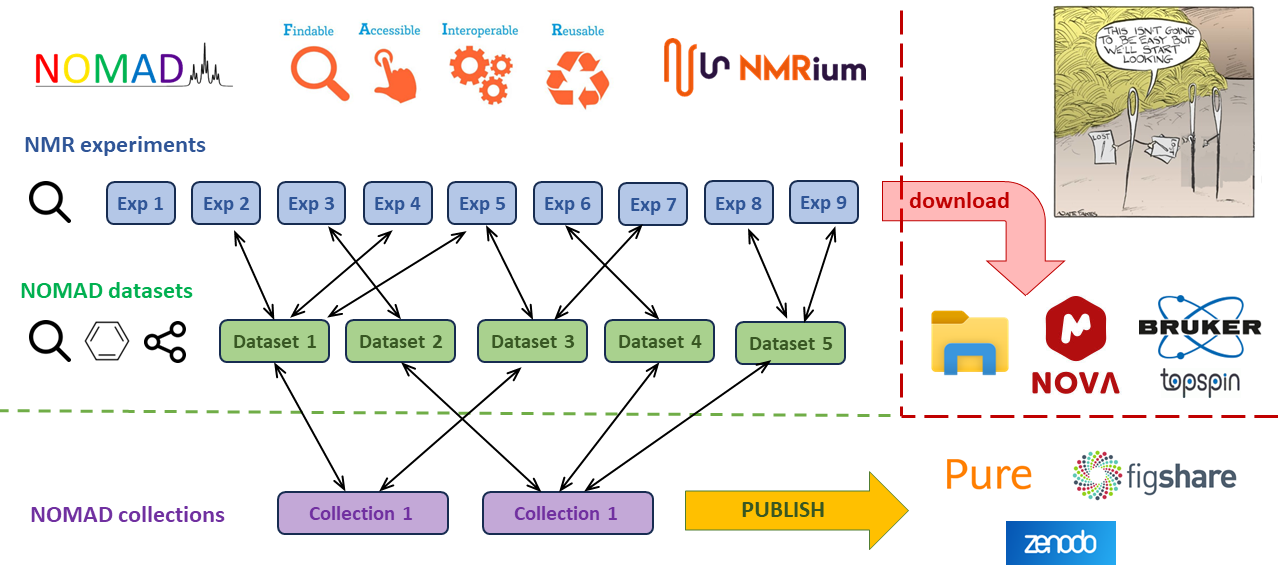 Findable
Accessible
Interoperable
Reusable
NOMAD
NMRium
THIS ISN'T GOING
TO BE EASY BUT
WE'LL START
LOOKING
LOST
NMR experiments
Exp 1
Exp 2
Exp 3
Exp 4
Exp 5
Exp 6
Exp 7
Exp 8
Exp 9
download
NOMAD datasets
Dataset 1
Dataset 2
Dataset 3
Dataset 4
Dataset 5
NOVA
BRUKER
topspin
NOMAD collections
Collection 1
Collection 1
PUBLISH
Pure
figshare
zenodo